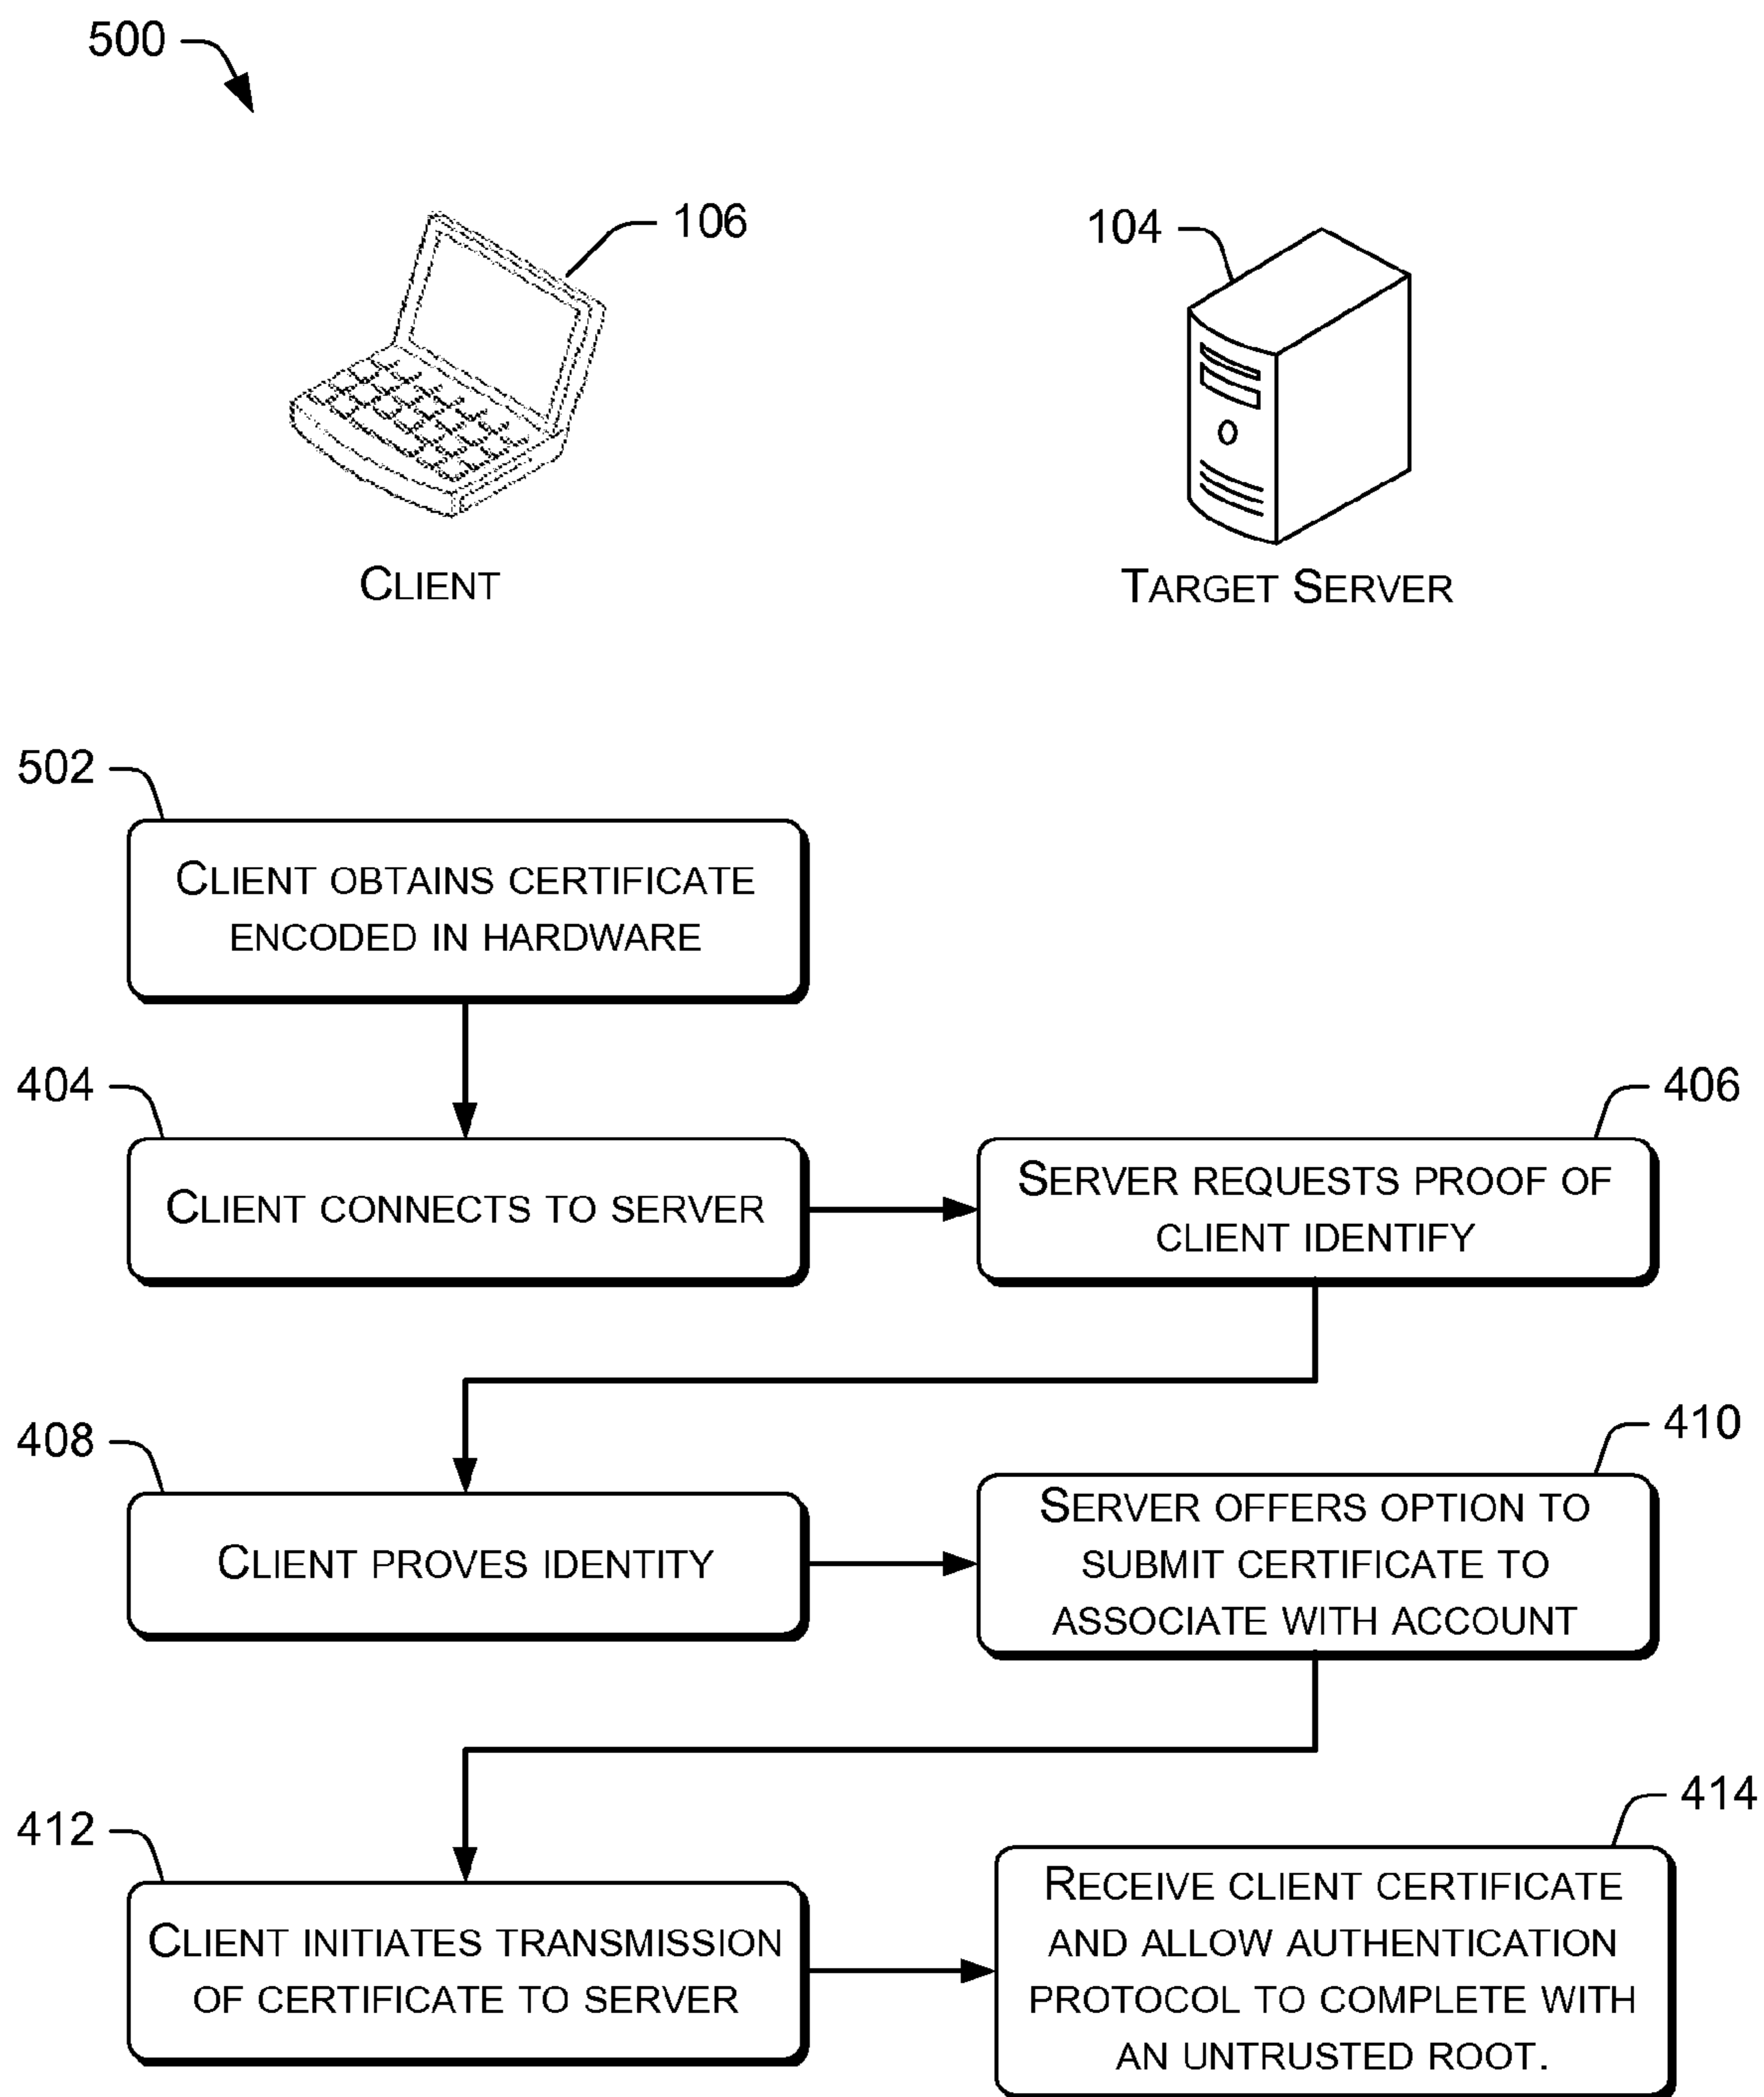 500
106
104
CLIENT
TARGET SERVER
502
CLIENT OBTAINS CERTIFICATE
ENCODED IN HARDWARE
404
CLIENT CONNECTS TO SERVER
406
SERVER REQUESTS PROOF OF
CLIENT IDENTIFY
408
CLIENT PROVES IDENTITY
410
SERVER OFFERS OPTION TO
SUBMIT CERTIFICATE TO
ASSOCIATE WITH ACCOUNT
412
CLIENT INITIATES TRANSMISSION
OF CERTIFICATE TO SERVER
414
RECEIVE CLIENT CERTIFICATE
AND ALLOW AUTHENTICATION
PROTOCOL TO COMPLETE WITH
AN UNTRUSTED ROOT.